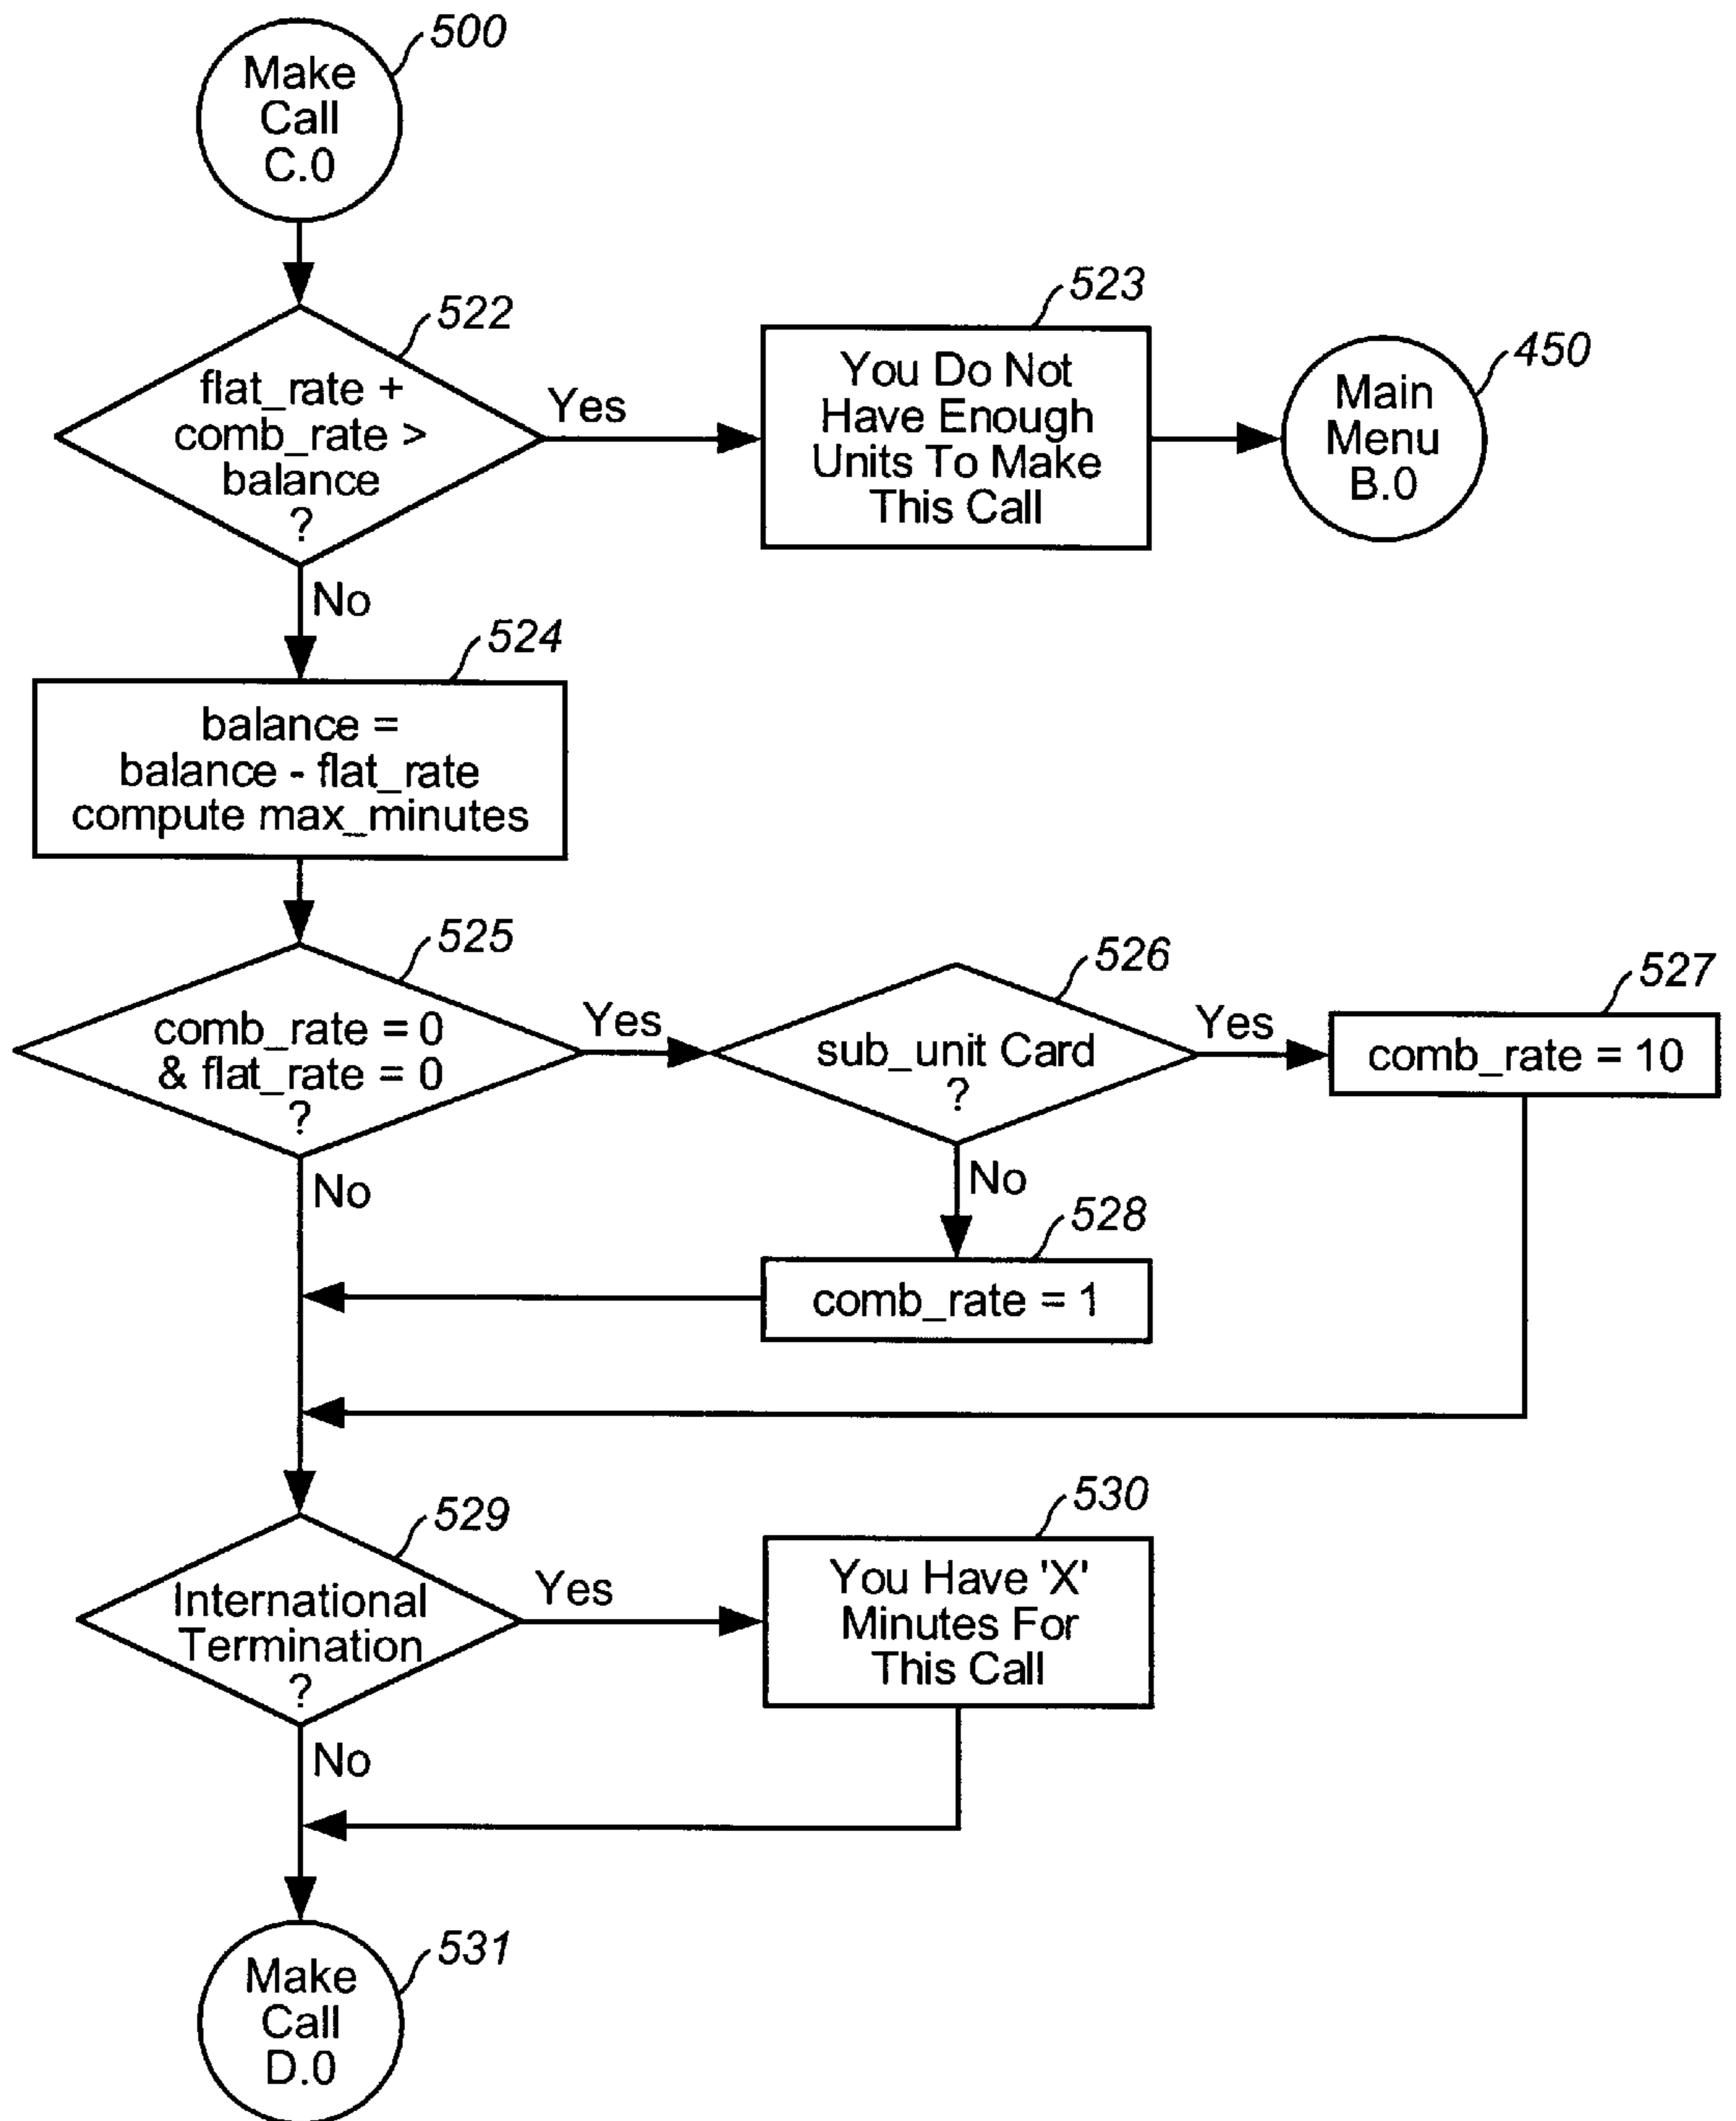 500
Make
Call
C.0
522
flat_rate +
comb_rate >
balance
?
Yes
523
You Do Not
Have Enough
Units To Make
This Call
450
Main
Menu
B.0
No
524
balance =
balance - flat_rate
compute max_minutes
525
comb_rate = 0
& flat_rate = 0
?
Yes
526
sub_unit Card
?
Yes
527
comb_rate = 10
No
No
528
comb_rate = 1
529
International
Termination
?
Yes
530
You Have 'X'
Minutes For
This Call
No
531
Make
Call
D.0